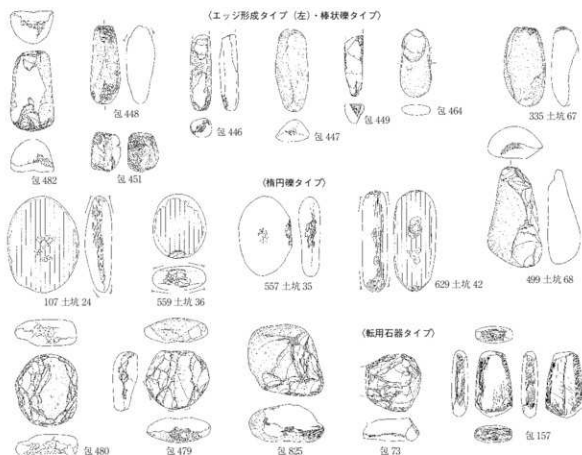 〈エッジ形成タイプ（左）・棒状礫タイプ〉
包 448
包 446
包 447
包 449
包 464
335 土坑 67
包 482
包 451
〈楕円礫タイプ〉
107 土坑 24
559 土坑 36
557 土坑 35
629 土坑 42
499 土坑 68
〈転用石器タイプ〉
包 480
包 479
包 825
包 73
包 157